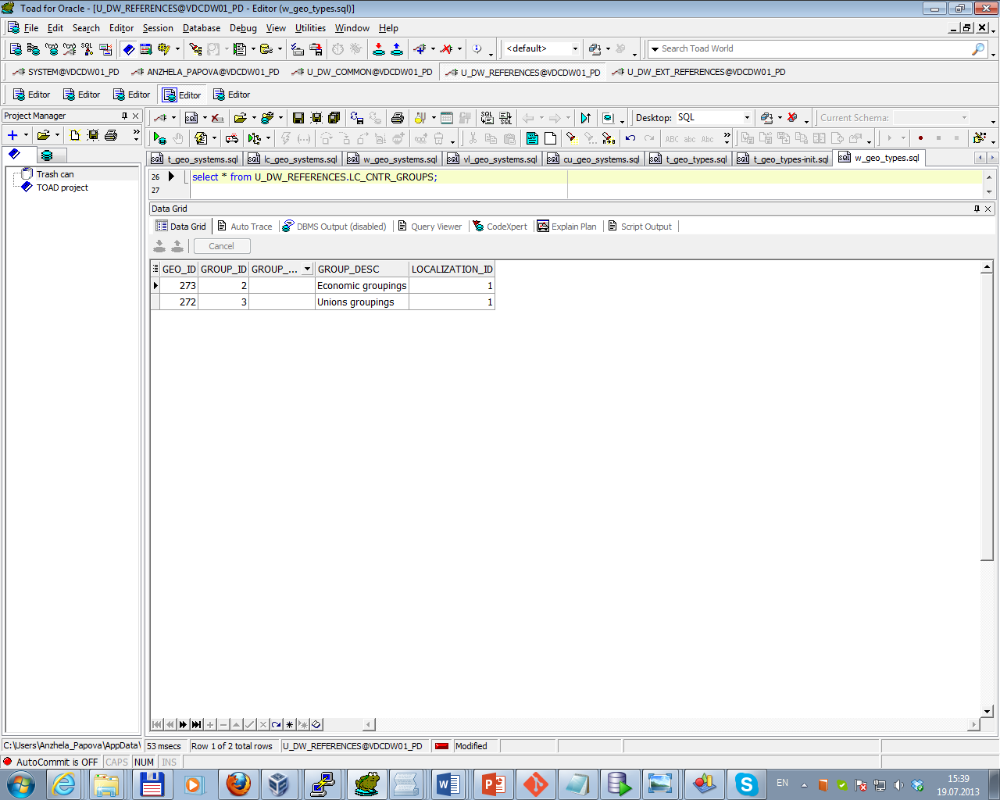 Toad for Oracle - [U_DW_REFERENCES@VDCDW01_PD - Editor (w_geo_types.sql)]
File Edit Search Editor Session Database Debug View Utilities Window Help
<default> Search Toad World
SYSTEM@VDCDW01_PD ANZHELA_PAPOVA@VDCDW01_PD U_DW_COMMON@VDCDW01_PD U_DW_REFERENCES@VDCDW01_PD U_DW_EXT_REFERENCES@VDCDW01_PD
Editor Editor Editor Editor Editor
Project Manager
Desktop: SQL Current Schema:
t_geo_systems.sql lc_geo_systems.sql w_geo_systems.sql vl_geo_systems.sql cu_geo_systems.sql t_geo_types.sql t_geo_types-init.sql w_geo_types.sql
Trash can
TOAD project
26 select * from U_DW_REFERENCES.LC_CNTR_GROUPS;
27
Data Grid
Data Grid Auto Trace DBMS Output (disabled) Query Viewer CodeXpert Explain Plan Script Output
Cancel
GEO_ID GROUP_ID GROUP_... GROUP_DESC LOCALIZATION_ID
273 2 Economic groupings 1
272 3 Unions groupings 1
C:\Users\Anzhela_Papova\AppData\ 53 msecs Row 1 of 2 total rows U_DW_REFERENCES@VDCDW01_PD Modified
AutoCommit is OFF CAPS NUM INS
EN 15:39
19.07.2013